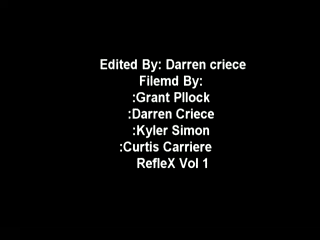 Edited By: Darren criece
Filemd By:
:Grant Pllock
:Darren Criece
:Kyler Simon
:Curtis Carriere
RefleX Vol 1